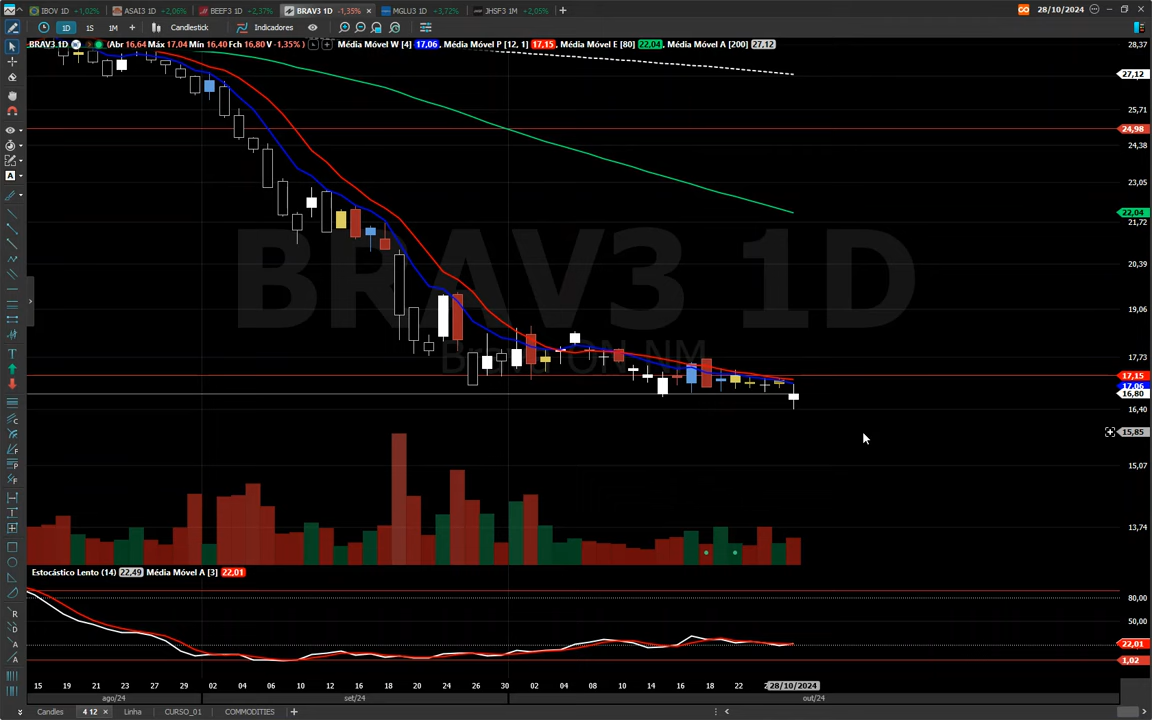 IBOV 1D +1,02%
ASAI3 1D +2,06%
BEEF3 1D +2,37%
BRAV3 1D -1,35% ×
MGLU3 1D +3,72%
JHSF3 1D +2,05% +
28/10/2024
1D 1S 1M + Candlestick Indicadores
BRAV3 1D (Abr 16,64 Máx 17,04 Mín 16,40 Fch 16,80 V -1,35% ) Média Móvel W [4] 17,06, Média Móvel P [12, 1] 17,15, Média Móvel E [80] 22,04, Média Móvel A [200] 27,12
28,37
27,12
25,71
24,98
24,38
23,05
22,04
21,72
BRAV3 1D
20,39
19,06
17,73
ON NM
17,15
17,06
16,80
16,40
15,85
15,07
13,74
Estocástico Lento (14) 22,49 Média Móvel A [3] 22,01
80,00
50,00
22,01
1,02
15 19 21 23 27 29 02 04 06 10 12 16 18 20 24 26 30 02 04 08 10 14 16 18 22 28/10/2024
ago/24 set/24 out/24
Candles 4 12 × Linha CURSO_01 COMMODITIES +